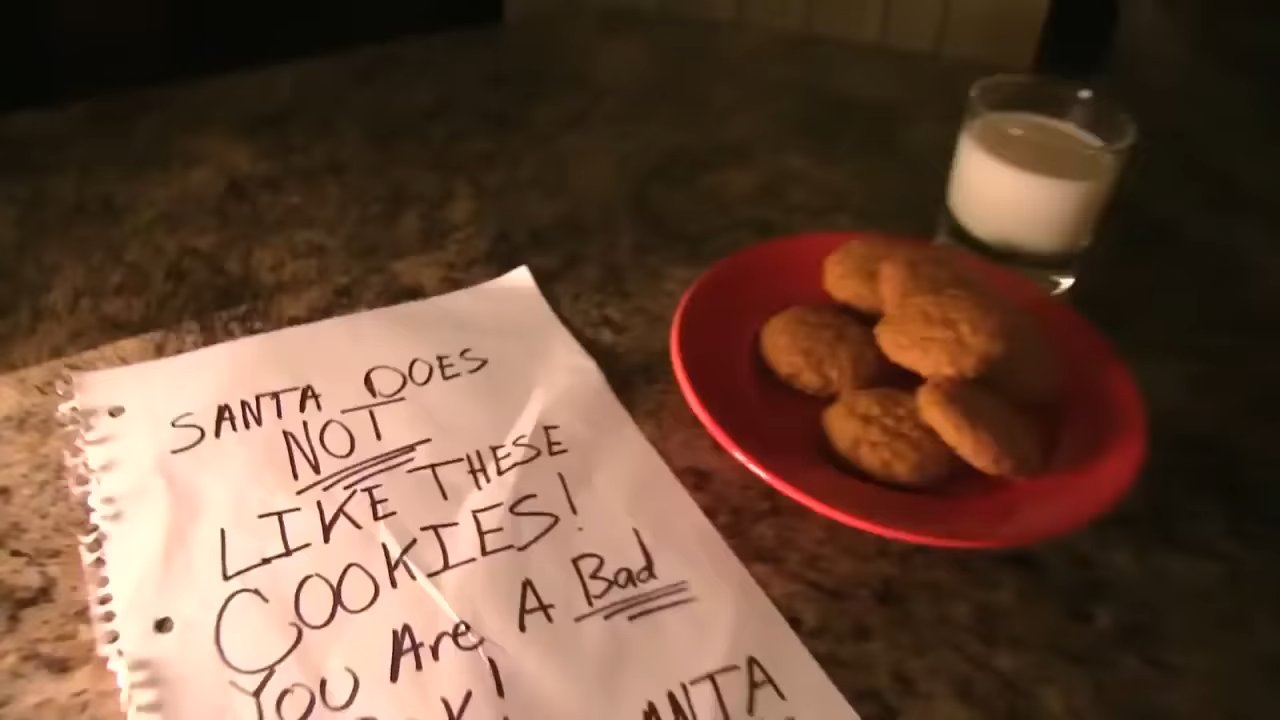 SANTA DOES
NOT
LIKE THESE
COOKIES!
YOU Are A Bad